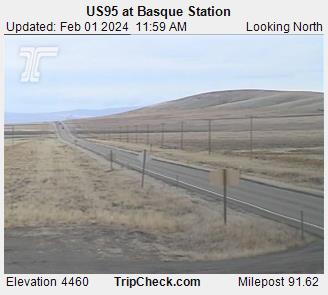 US95 at Basque Station
Updated: Feb 01 2024 11:59 AM Looking North
Elevation 4460 TripCheck.com Milepost 91.62